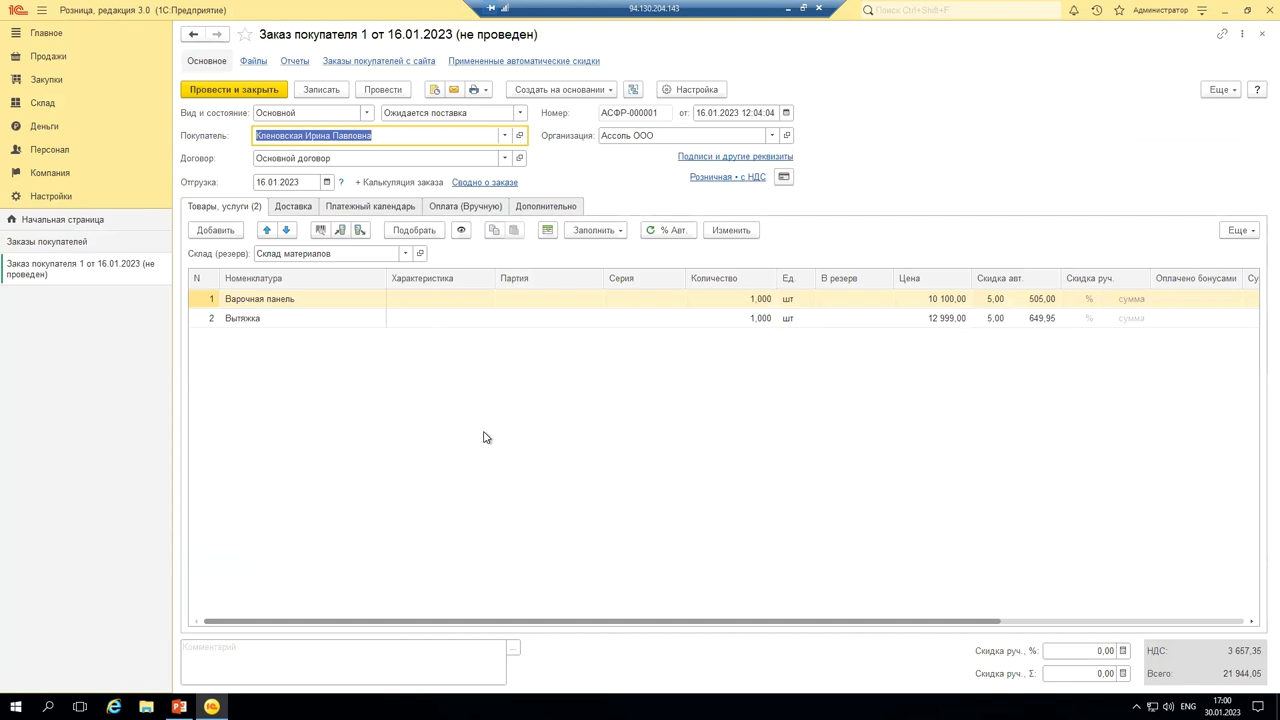 Розница, редакция 3.0 (1С:Предприятие)
94.130.204.143
Поиск Ctrl+Shift+F
Администратор
Главное
Продажи
Закупки
Склад
Деньги
Персонал
Компания
Настройки
Начальная страница
Заказы покупателей
Заказ покупателя 1 от 16.01.2023 (не проведен)
Заказ покупателя 1 от 16.01.2023 (не проведен)
Основное Файлы Отчеты Заказы покупателей с сайта Примененные автоматические скидки
Провести и закрыть Записать Провести Создать на основании Настройка Еще ?
Вид и состояние: Основной Ожидается поставка Номер: АСФР-000001 от: 16.01.2023 12:04:04
Покупатель: Кленовская Ирина Павловна Организация: Ассоль ООО
Договор: Основной договор Подписи и другие реквизиты
Розничная • с НДС
Отгрузка: 16.01.2023 ? + Калькуляция заказа Сводно о заказе
Товары, услуги (2) Доставка Платежный календарь Оплата (Вручную) Дополнительно
Добавить Подобрать Заполнить % Авт. Изменить Еще
Склад (резерв): Склад материалов
N Номенклатура Характеристика Партия Серия Количество Ед. В резерв Цена Скидка авт. Скидка руч. Оплачено бонусами Су
1 Варочная панель 1,000 шт 10 100,00 5,00 505,00 % сумма
2 Вытяжка 1,000 шт 12 999,00 5,00 649,95 % сумма
Комментарий ...
Скидка руч., %: 0,00 НДС: 3 657,35
Скидка руч., Σ: 0,00 Всего: 21 944,05
ENG
17:00
30.01.2023